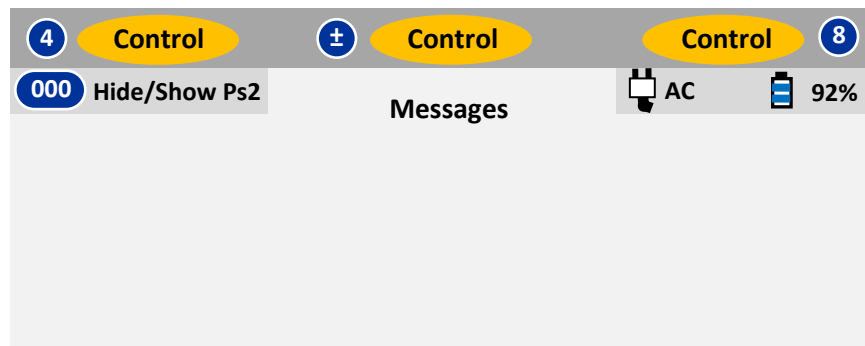 4 Control ± Control Control 8
000 Hide/Show Ps2 Messages AC 92%